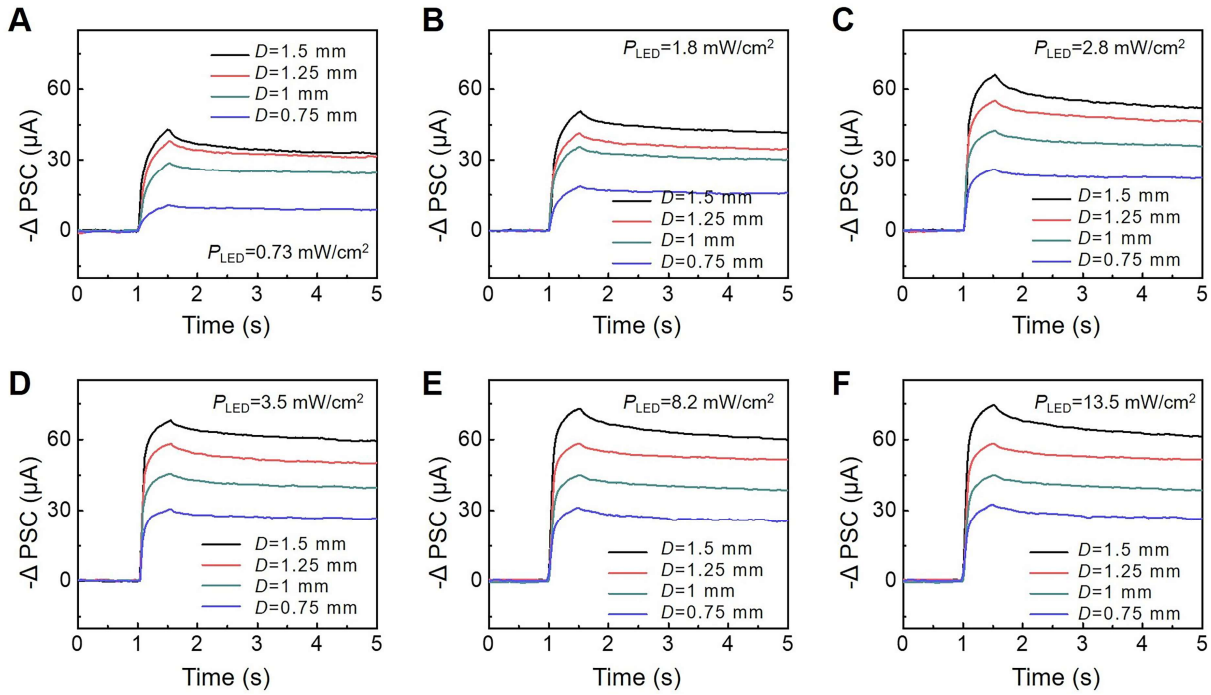 A
D=1.5 mm
D=1.25 mm
D=1 mm
D=0.75 mm
PLED=0.73 mW/cm²
60
30
0
-Δ PSC (μA)
0 1 2 3 4 5
Time (s)
B
PLED=1.8 mW/cm²
D=1.5 mm
D=1.25 mm
D=1 mm
D=0.75 mm
60
30
0
-Δ PSC (μA)
0 1 2 3 4 5
Time (s)
C
PLED=2.8 mW/cm²
D=1.5 mm
D=1.25 mm
D=1 mm
D=0.75 mm
60
30
0
-Δ PSC (μA)
0 1 2 3 4 5
Time (s)
D
PLED=3.5 mW/cm²
D=1.5 mm
D=1.25 mm
D=1 mm
D=0.75 mm
60
30
0
-Δ PSC (μA)
0 1 2 3 4 5
Time (s)
E
PLED=8.2 mW/cm²
D=1.5 mm
D=1.25 mm
D=1 mm
D=0.75 mm
60
30
0
-Δ PSC (μA)
0 1 2 3 4 5
Time (s)
F
PLED=13.5 mW/cm²
D=1.5 mm
D=1.25 mm
D=1 mm
D=0.75 mm
60
30
0
-Δ PSC (μA)
0 1 2 3 4 5
Time (s)